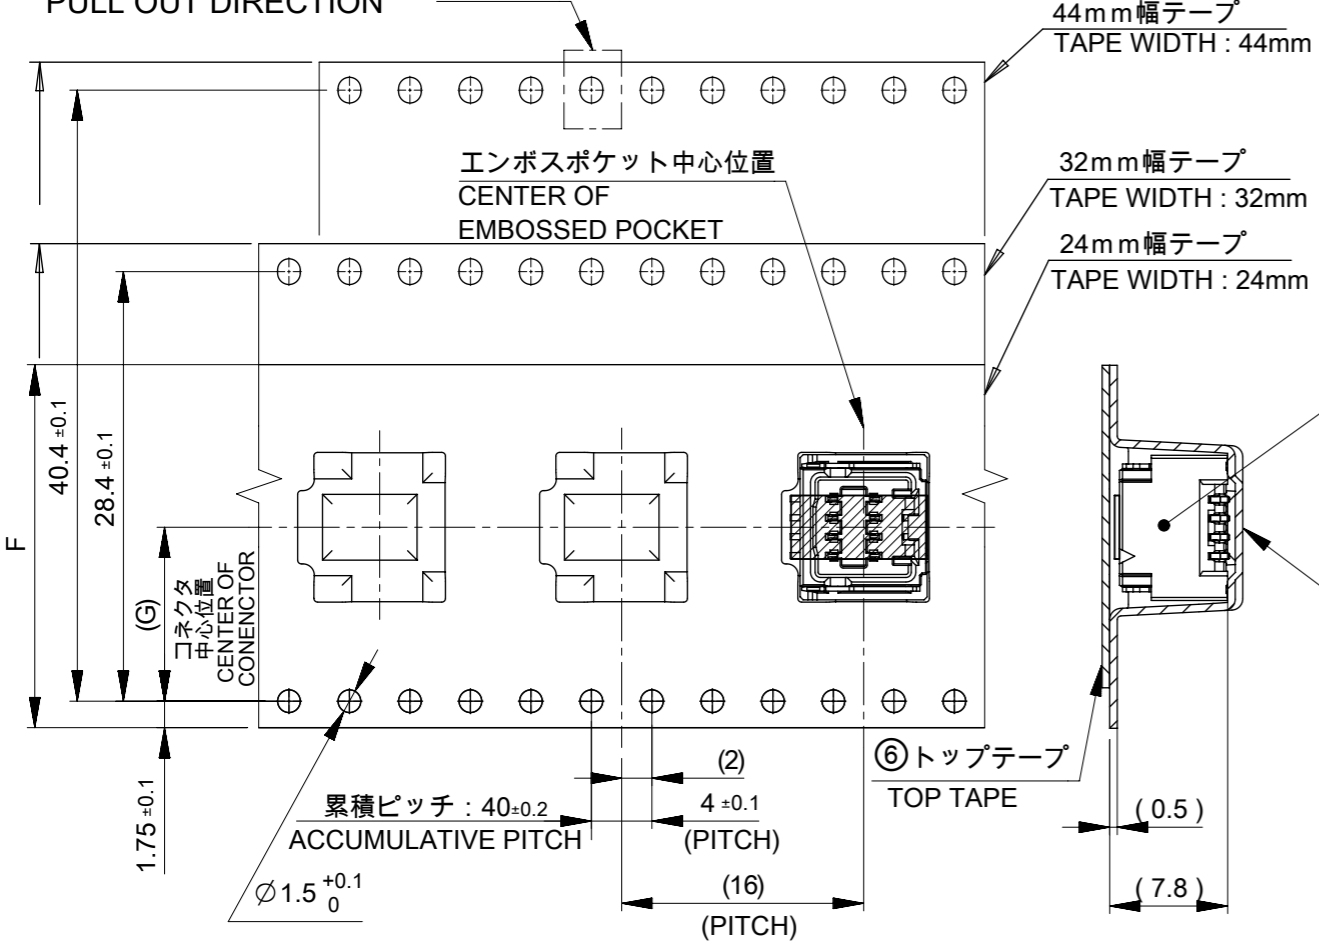 PULL OUT DIRECTION
44mm幅テープ
TAPE WIDTH : 44mm
エンボスポケット中心位置
CENTER OF
EMBOSSED POCKET
32mm幅テープ
TAPE WIDTH : 32mm
24mm幅テープ
TAPE WIDTH : 24mm
40.4 ±0.1
28.4 ±0.1
F
(G)
コネクタ
中心位置
CENTER OF
CONENCTOR
1.75 ±0.1
(2)
累積ピッチ : 40±0.2
ACCUMULATIVE PITCH
4 ±0.1
(PITCH)
∅1.5 +0.1
0
(16)
(PITCH)
⑥トップテープ
TOP TAPE
( 0.5 )
( 7.8 )